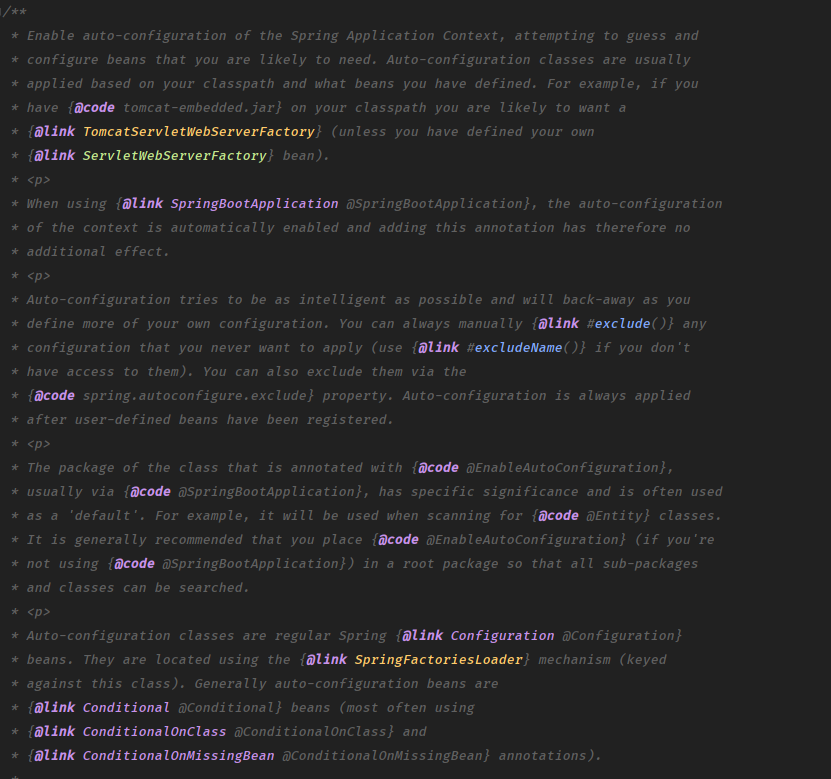 /**
* Enable auto-configuration of the Spring Application Context, attempting to guess and
* configure beans that you are likely to need. Auto-configuration classes are usually
* applied based on your classpath and what beans you have defined. For example, if you
* have {@code tomcat-embedded.jar} on your classpath you are likely to want a
* {@link TomcatServletWebServerFactory} (unless you have defined your own
* {@link ServletWebServerFactory} bean).
* <p>
* When using {@link SpringBootApplication @SpringBootApplication}, the auto-configuration
* of the context is automatically enabled and adding this annotation has therefore no
* additional effect.
* <p>
* Auto-configuration tries to be as intelligent as possible and will back-away as you
* define more of your own configuration. You can always manually {@link #exclude()} any
* configuration that you never want to apply (use {@link #excludeName()} if you don't
* have access to them). You can also exclude them via the
* {@code spring.autoconfigure.exclude} property. Auto-configuration is always applied
* after user-defined beans have been registered.
* <p>
* The package of the class that is annotated with {@code @EnableAutoConfiguration},
* usually via {@code @SpringBootApplication}, has specific significance and is often used
* as a 'default'. For example, it will be used when scanning for {@code @Entity} classes.
* It is generally recommended that you place {@code @EnableAutoConfiguration} (if you're
* not using {@code @SpringBootApplication}) in a root package so that all sub-packages
* and classes can be searched.
* <p>
* Auto-configuration classes are regular Spring {@link Configuration @Configuration}
* beans. They are located using the {@link SpringFactoriesLoader} mechanism (keyed
* against this class). Generally auto-configuration beans are
* {@link Conditional @Conditional} beans (most often using
* {@link ConditionalOnClass @ConditionalOnClass} and
* {@link ConditionalOnMissingBean @ConditionalOnMissingBean} annotations).
*